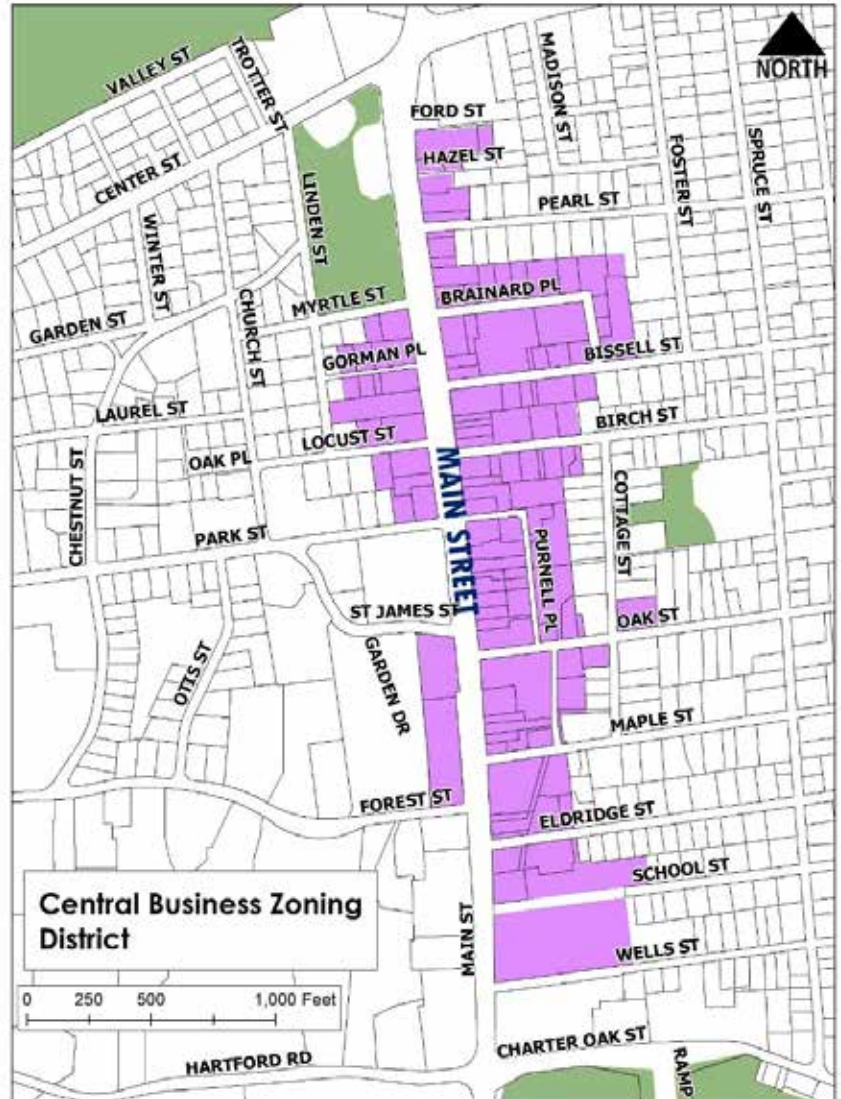 NORTH
VALLEY ST
TROTTER ST
MADISON ST
FORD ST
HAZEL ST
FOSTER ST
SPRUCE ST
CENTER ST
LINDEN ST
PEARL ST
WINTER ST
GARDEN ST
CHURCH ST
MYRTLE ST
BRAINARD PL
GORMAN PL
BISSELL ST
LAUREL ST
LOCUST ST
BIRCH ST
OAK PL
CHESTNUT ST
MAIN STREET
COTTAGE ST
PARK ST
PURNELL PL
ST JAMES ST
OAK ST
OTIS ST
GARDEN DR
MAPLE ST
FOREST ST
ELDRIDGE ST
SCHOOL ST
Central Business Zoning
District
MAIN ST
WELLS ST
0 250 500 1,000 Feet
CHARTER OAK ST
HARTFORD RD
RAMP